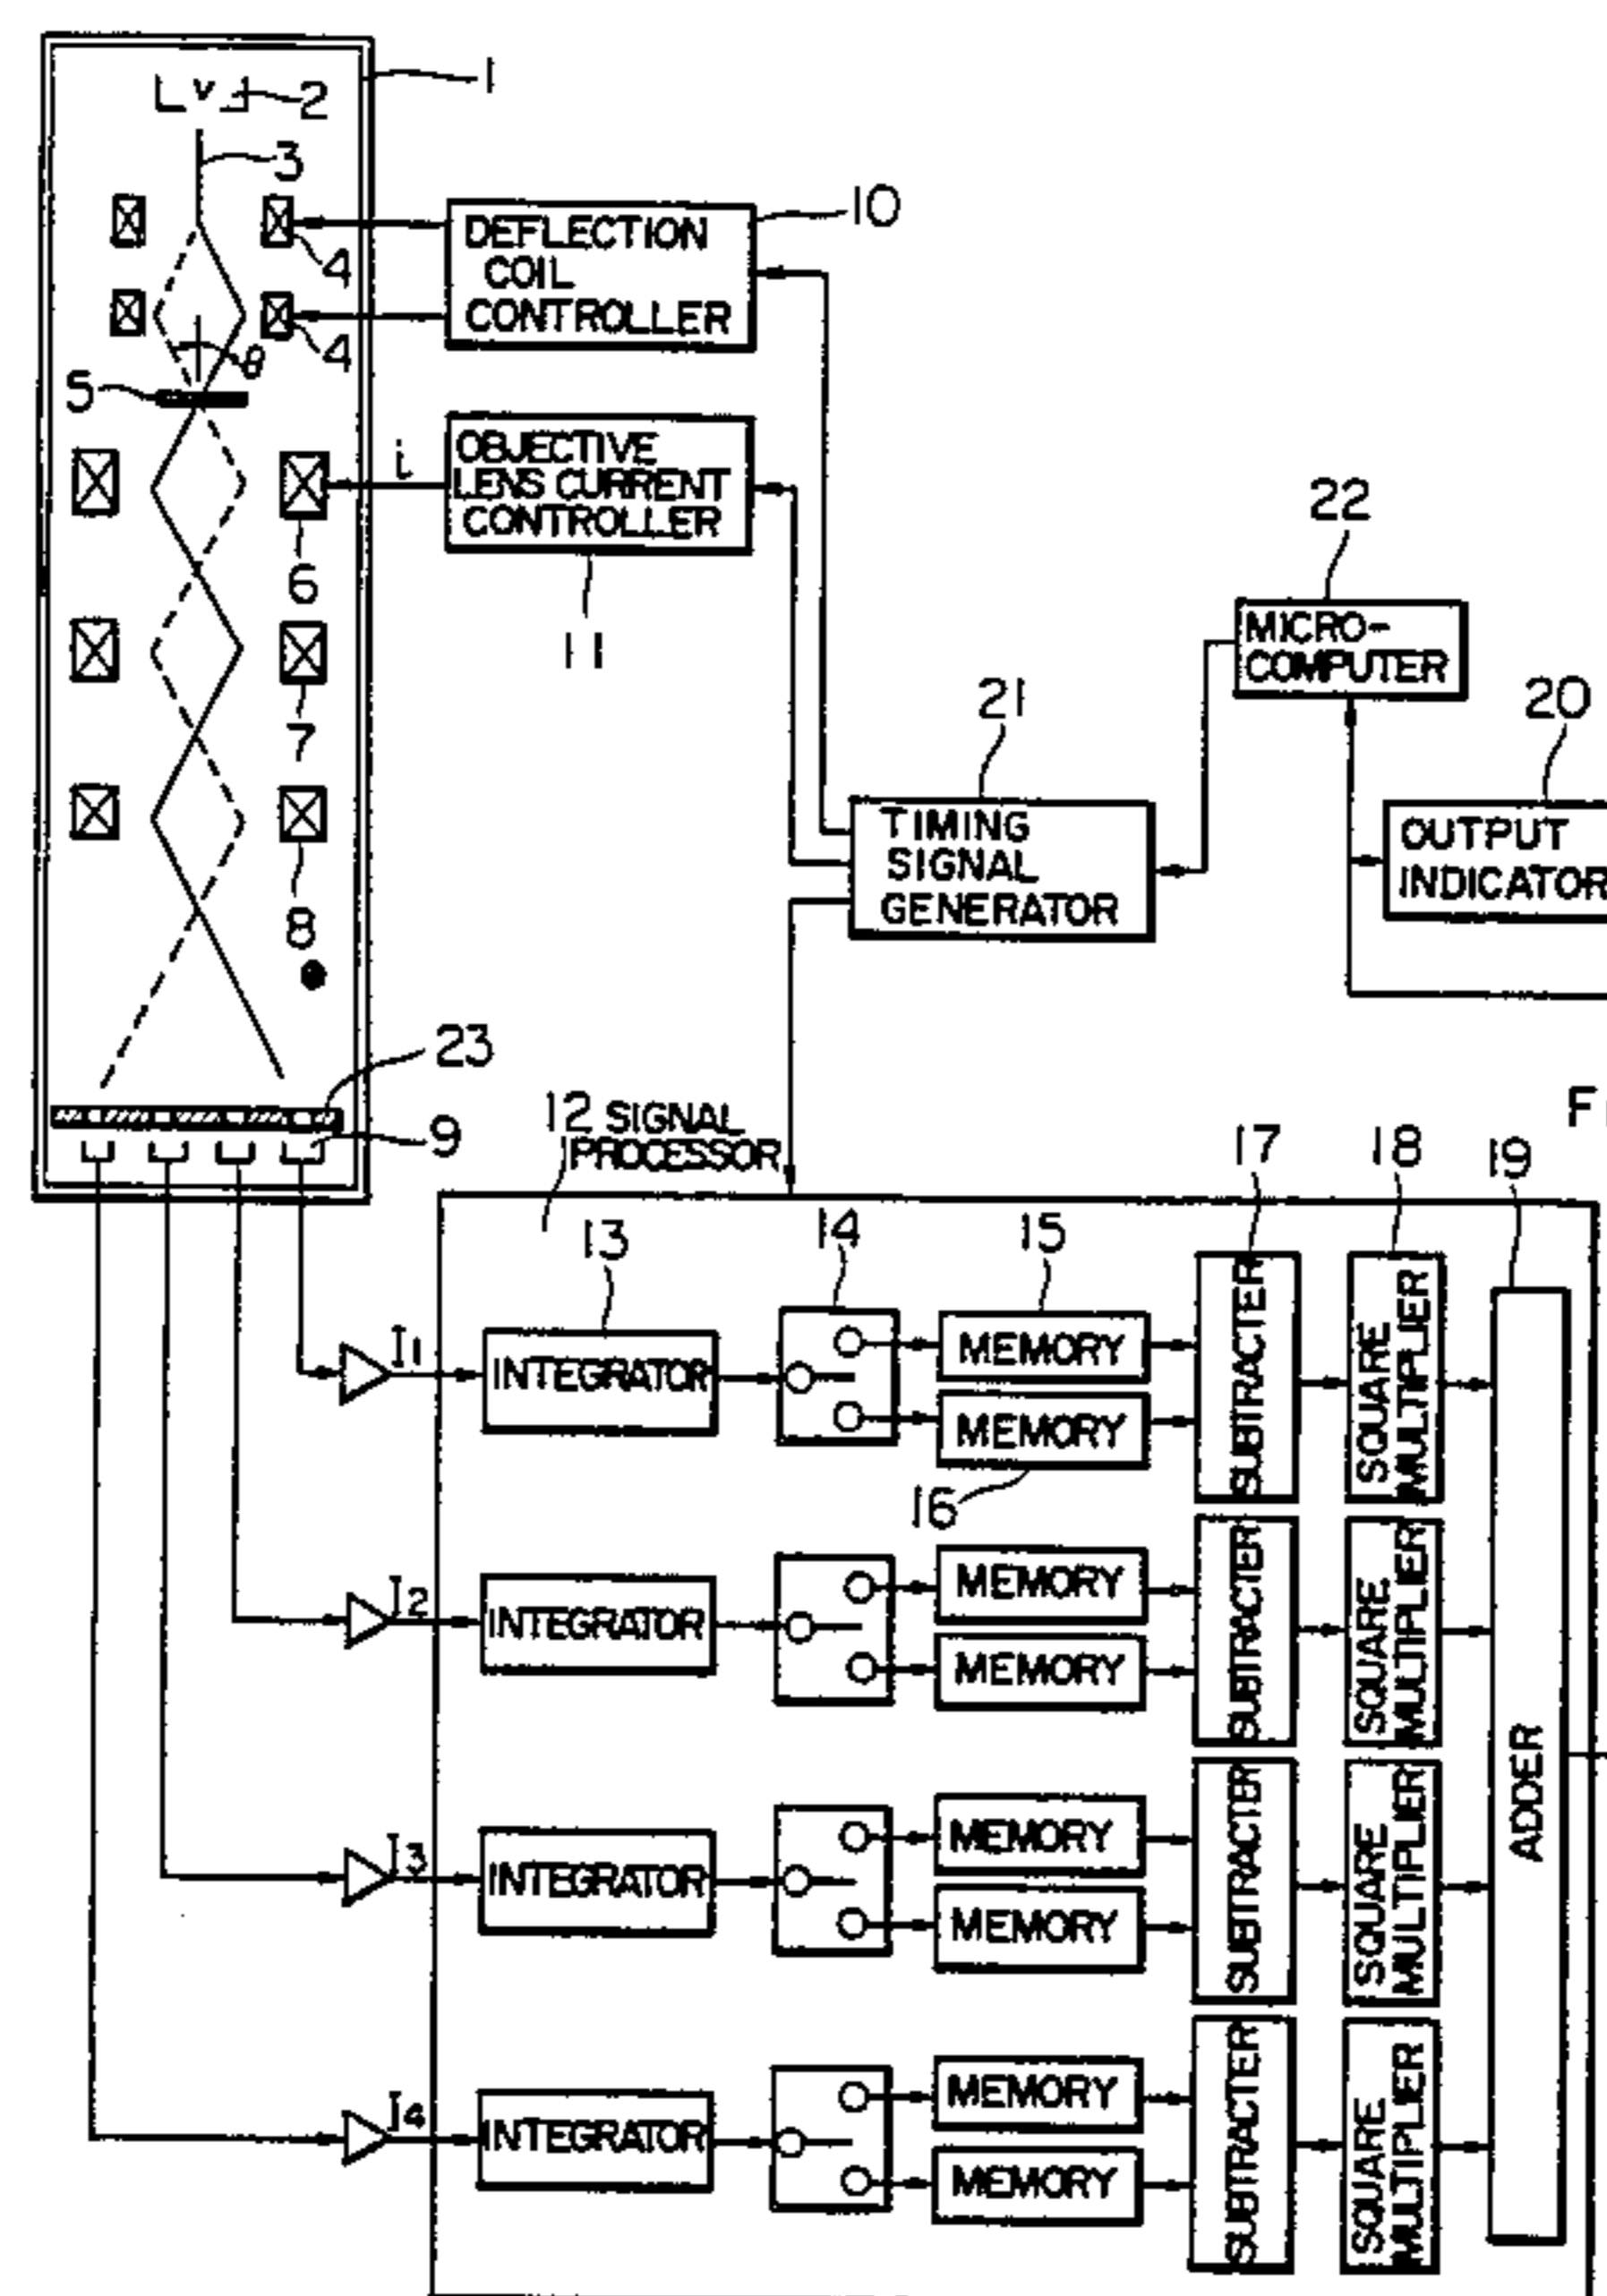 1
V
2
3
10
DEFLECTION
COIL
CONTROLLER
4
4
θ
5
OBJECTIVE
LENS CURRENT
CONTROLLER
i
6
11
7
8
22
MICRO-
COMPUTER
21
20
TIMING
SIGNAL
GENERATOR
OUTPUT
INDICATOR
23
9
12 SIGNAL
PROCESSOR
F
13
14
15
17
18
19
I1
INTEGRATOR
MEMORY
MEMORY
16
SUBTRACTER
SQUARE
MULTIPLIER
I2
INTEGRATOR
MEMORY
MEMORY
SUBTRACTER
SQUARE
MULTIPLIER
ADDER
I3
INTEGRATOR
MEMORY
MEMORY
SUBTRACTER
SQUARE
MULTIPLIER
I4
INTEGRATOR
MEMORY
MEMORY
SUBTRACTER
SQUARE
MULTIPLIER